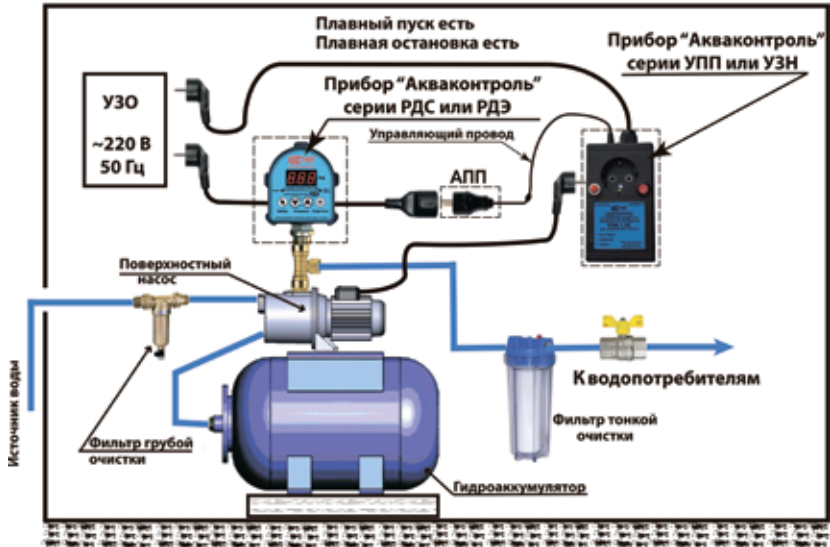 Плавный пуск есть
Плавная остановка есть
Прибор "Акваконтроль"
серии УПП или УЗН
Прибор "Акваконтроль"
серии РДС или РДЭ
УЗО
~220 В
50 Гц
Управляющий провод
АПП
Поверхностный
насос
Источник воды
К водопотребителям
Фильтр грубой
очистки
Фильтр тонкой
очистки
Гидроаккумулятор